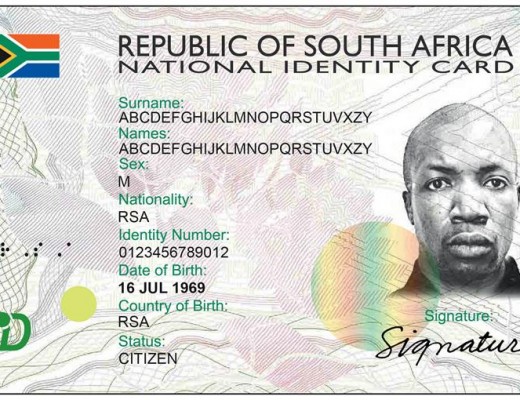 REPUBLIC OF SOUTH AFRICA
NATIONAL IDENTITY CARD
Surname:
ABCDEFGHIJKLMNOPQRSTUVXZY
Names:
ABCDEFGHIJKLMNOPQRSTUVXZY
Sex:
M
Nationality:
RSA
Identity Number:
0123456789012
Date of Birth:
16 JUL 1969
Country of Birth:
RSA
Status:
CITIZEN
Signature:
Signatur
iD